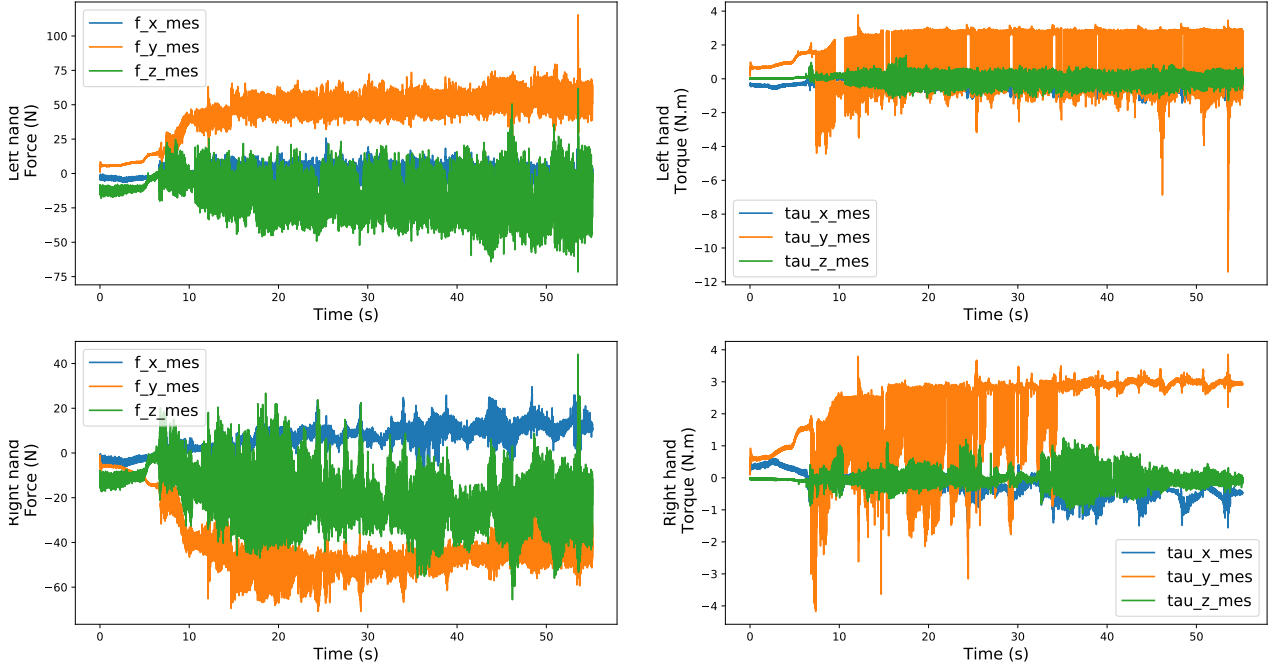 Left hand
Force (N)
100
75
50
25
0
−25
−50
−75
f_x_mes
f_y_mes
f_z_mes
0 10 20 30 40 50
Time (s)
Left hand
Torque (N.m)
4
2
0
−2
−4
−6
−8
−10
−12
tau_x_mes
tau_y_mes
tau_z_mes
0 10 20 30 40 50
Time (s)
Right hand
Force (N)
40
20
0
−20
−40
−60
f_x_mes
f_y_mes
f_z_mes
0 10 20 30 40 50
Time (s)
Right hand
Torque (N.m)
4
3
2
1
0
−1
−2
−3
−4
tau_x_mes
tau_y_mes
tau_z_mes
0 10 20 30 40 50
Time (s)